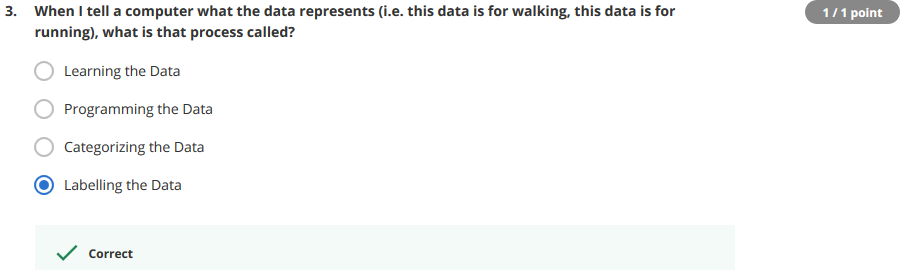 3. When I tell a computer what the data represents (i.e. this data is for walking, this data is for
running), what is that process called?
1 / 1 point
Learning the Data
Programming the Data
Categorizing the Data
Labelling the Data
Correct